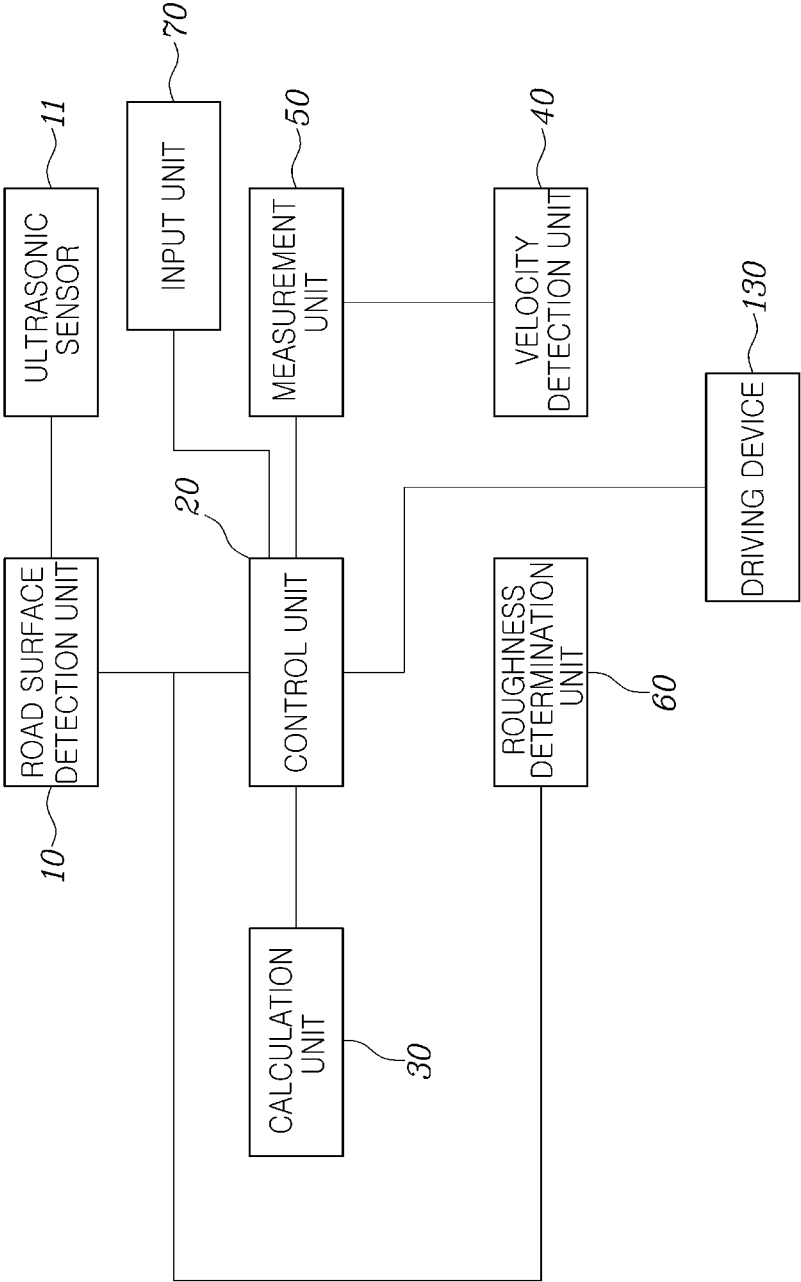 10
ROAD SURFACE
DETECTION UNIT
ULTRASONIC
SENSOR
11
INPUT UNIT
70
CALCULATION
UNIT
30
20
CONTROL UNIT
MEASUREMENT
UNIT
50
ROUGHNESS
DETERMINATION
UNIT
60
VELOCITY
DETECTION UNIT
40
DRIVING DEVICE
130